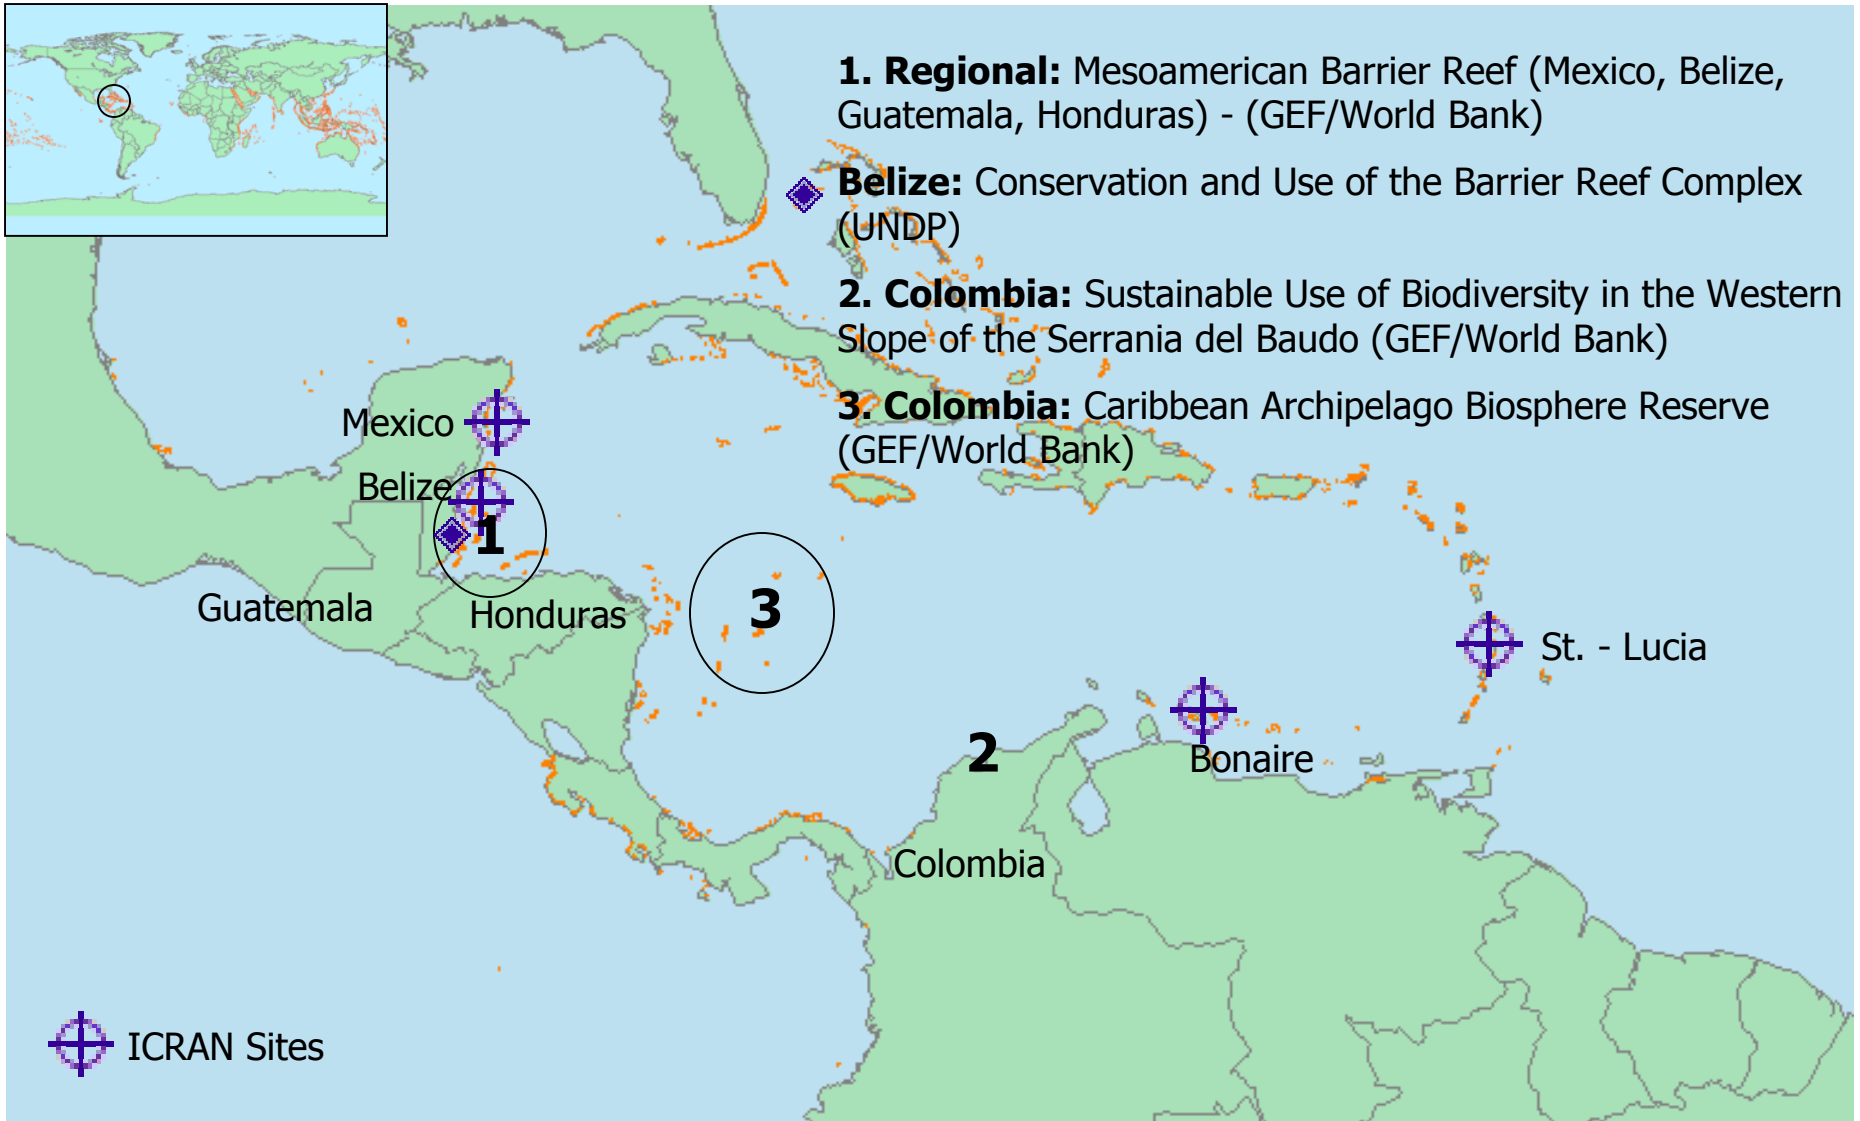 1. Regional: Mesoamerican Barrier Reef (Mexico, Belize,
Guatemala, Honduras) - (GEF/World Bank)
Belize: Conservation and Use of the Barrier Reef Complex
(UNDP)
2. Colombia: Sustainable Use of Biodiversity in the Western
Slope of the Serrania del Baudo (GEF/World Bank)
3. Colombia: Caribbean Archipelago Biosphere Reserve
(GEF/World Bank)
Mexico
Belize
1
Guatemala
Honduras
3
St. - Lucia
2
Bonaire
Colombia
ICRAN Sites